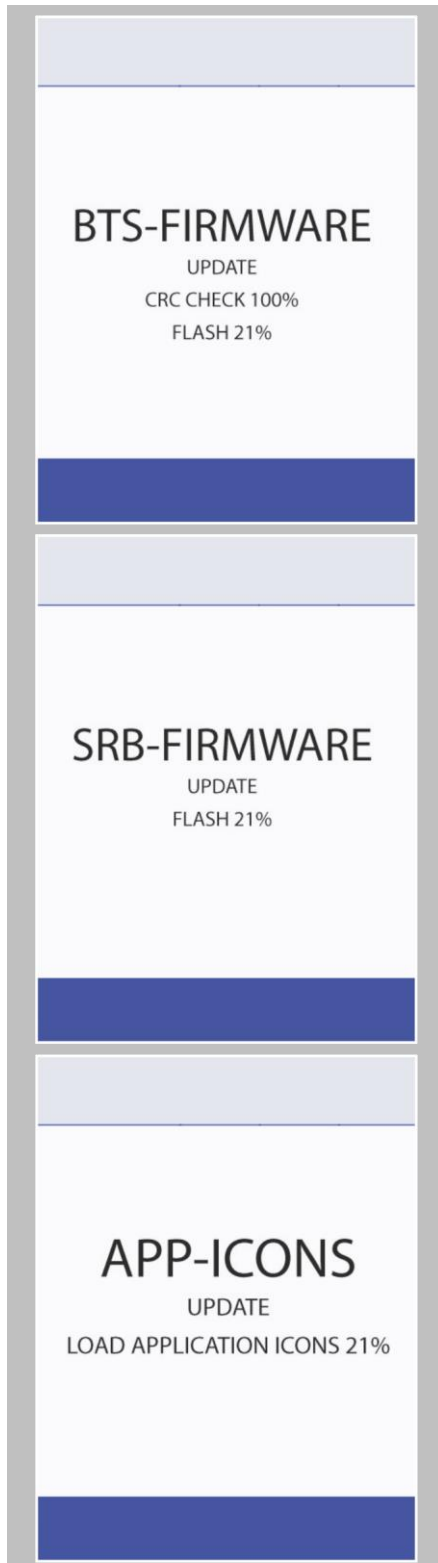 BTS-FIRMWARE
UPDATE
CRC CHECK 100%
FLASH 21%
SRB-FIRMWARE
UPDATE
FLASH 21%
APP-ICONS
UPDATE
LOAD APPLICATION ICONS 21%